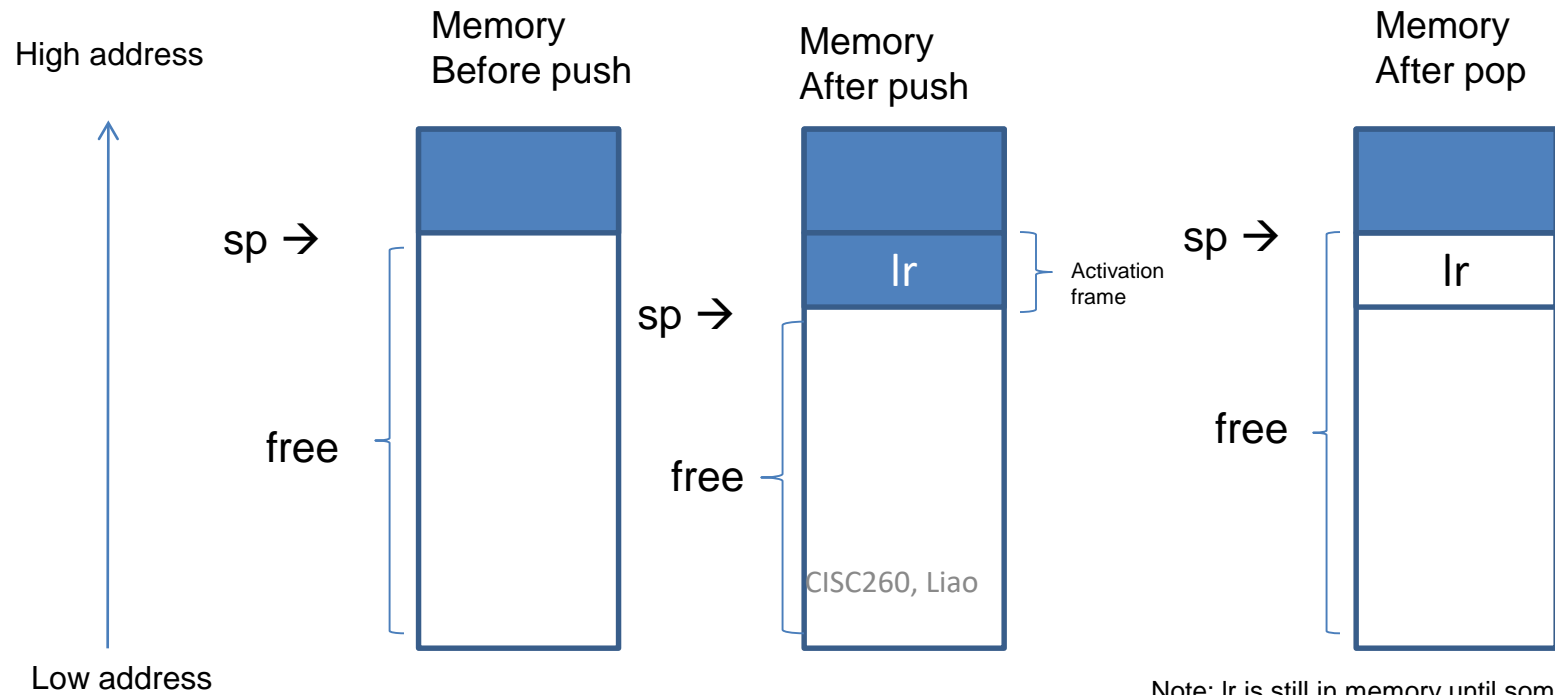 High address
Memory
Before push
Memory
After push
Memory
After pop
sp →
sp →
sp →
lr
Activation
frame
lr
free
free
free
CISC260, Liao
Low address
Note: lr is still in memory until som